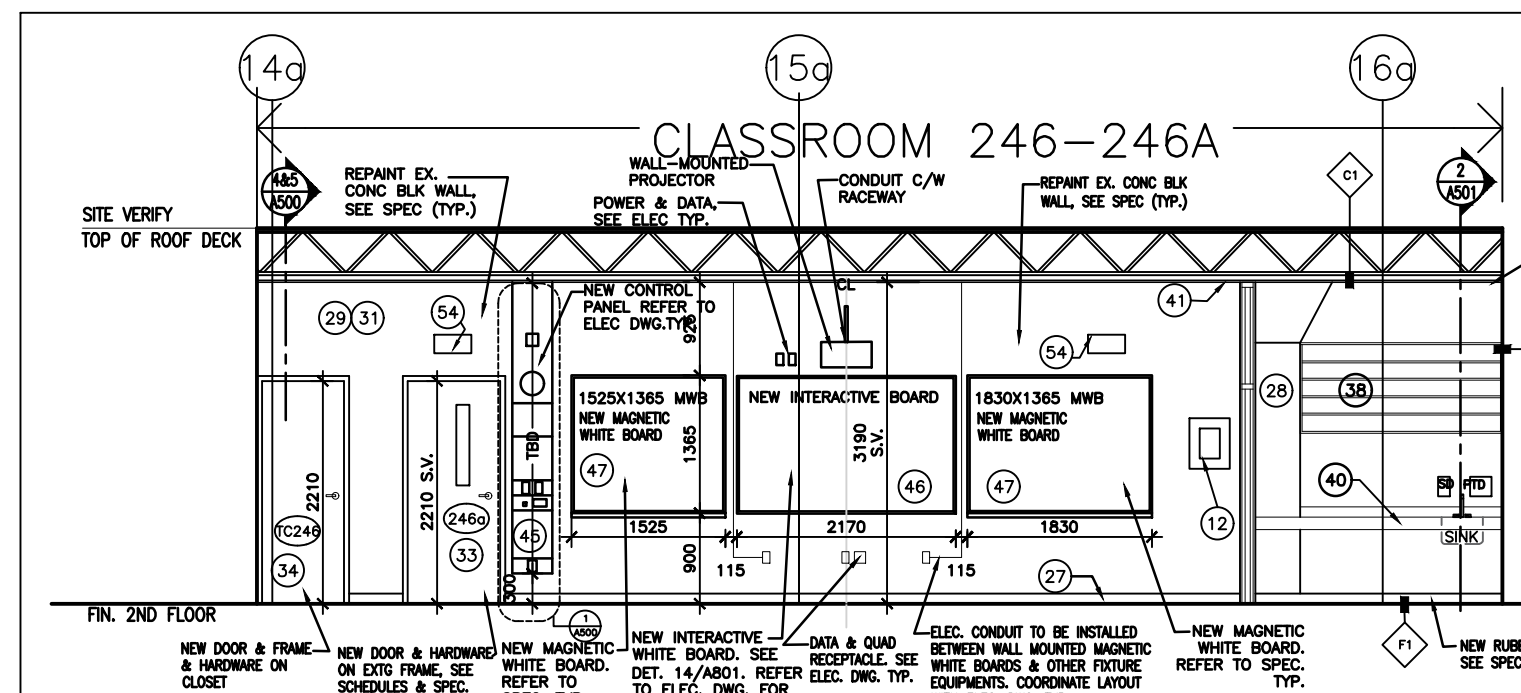 14a
15a
16a
CLASSROOM 246-246A
4&5
A500
REPAINT EX.
CONC BLK WALL,
SEE SPEC (TYP.)
WALL-MOUNTED
PROJECTOR
POWER & DATA,
SEE ELEC TYP.
CONDUIT C/W
RACEWAY
REPAINT EX. CONC BLK
WALL, SEE SPEC (TYP.)
C1
2
A501
SITE VERIFY
TOP OF ROOF DECK
29
31
54
NEW CONTROL
PANEL REFER TO
ELEC DWG.TYP.
925
CL
41
54
28
38
1525X1365 MWB
NEW MAGNETIC
WHITE BOARD
47
1365
NEW INTERACTIVE BOARD
3190
S.V.
46
1830X1365 MWB
NEW MAGNETIC
WHITE BOARD
47
12
40
SD
PTD
SINK
2210
TC246
34
2210 S.V.
246a
33
TBD
45
300
1525
2170
1830
900
115
115
27
FIN. 2ND FLOOR
1
A500
F1
NEW DOOR & FRAME
& HARDWARE ON
CLOSET
NEW DOOR & HARDWARE
ON EXTG FRAME, SEE
SCHEDULES & SPEC.
NEW MAGNETIC
WHITE BOARD.
REFER TO
NEW INTERACTIVE
WHITE BOARD. SEE
DET. 14/A801. REFER
TO ELEC. DWG. FOR
DATA & QUAD
RECEPTACLE. SEE
ELEC. DWG. TYP.
ELEC. CONDUIT TO BE INSTALLED
BETWEEN WALL MOUNTED MAGNETIC
WHITE BOARDS & OTHER FIXTURE
EQUIPMENTS. COORDINATE LAYOUT
NEW MAGNETIC
WHITE BOARD.
REFER TO SPEC.
TYP.
NEW RUBB
SEE SPEC